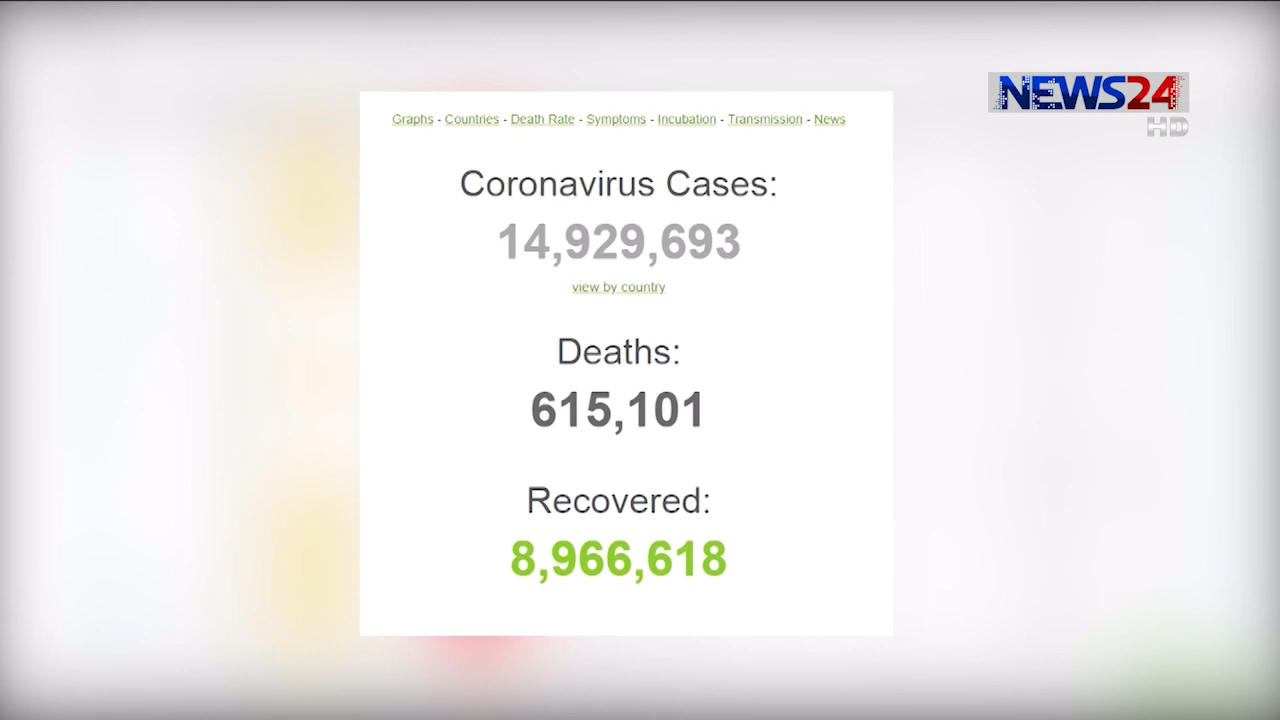 NEWS24
HD
Graphs - Countries - Death Rate - Symptoms - Incubation - Transmission - News
Coronavirus Cases:
14,929,693
view by country
Deaths:
615,101
Recovered:
8,966,618